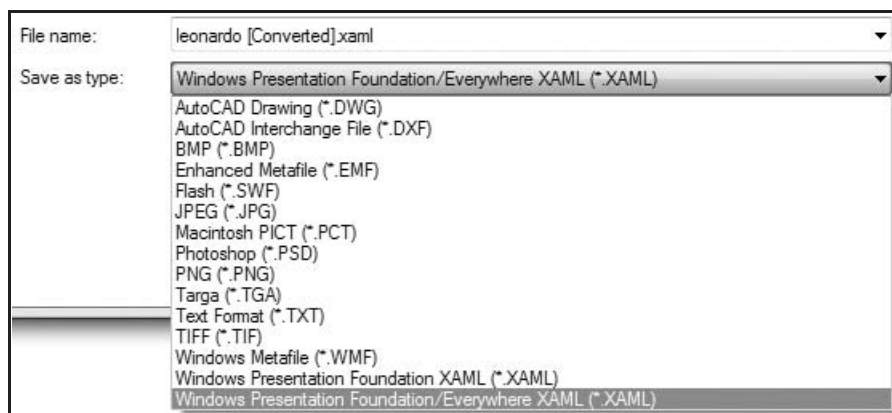 File name: leonardo [Converted].xaml
Save as type: Windows Presentation Foundation/Everywhere XAML (*.XAML)
AutoCAD Drawing (*.DWG)
AutoCAD Interchange File (*.DXF)
BMP (*.BMP)
Enhanced Metafile (*.EMF)
Flash (*.SWF)
JPEG (*.JPG)
Macintosh PICT (*.PCT)
Photoshop (*.PSD)
PNG (*.PNG)
Targa (*.TGA)
Text Format (*.TXT)
TIFF (*.TIF)
Windows Metafile (*.WMF)
Windows Presentation Foundation XAML (*.XAML)
Windows Presentation Foundation/Everywhere XAML (*.XAML)